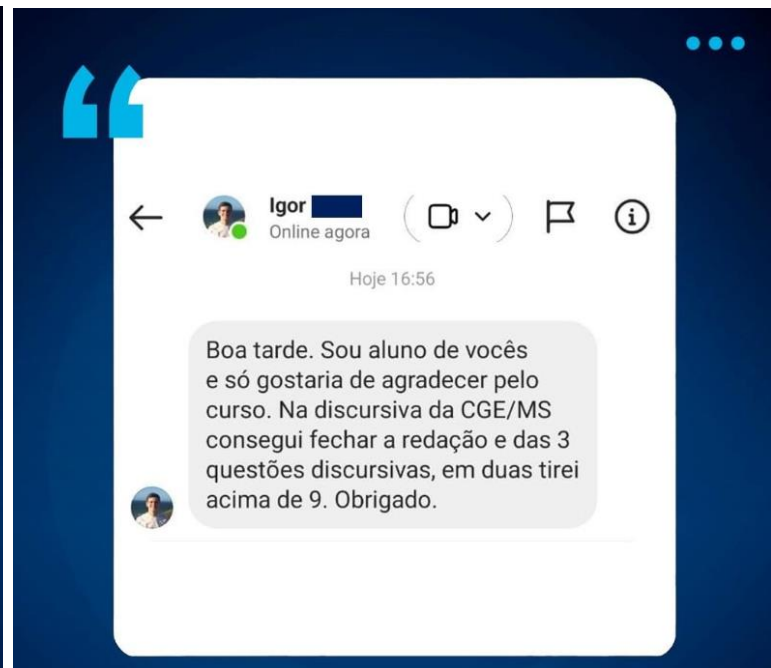 Igor
Online agora
Hoje 16:56
Boa tarde. Sou aluno de vocês
e só gostaria de agradecer pelo
curso. Na discursiva da CGE/MS
consegui fechar a redação e das 3
questões discursivas, em duas tirei
acima de 9. Obrigado.